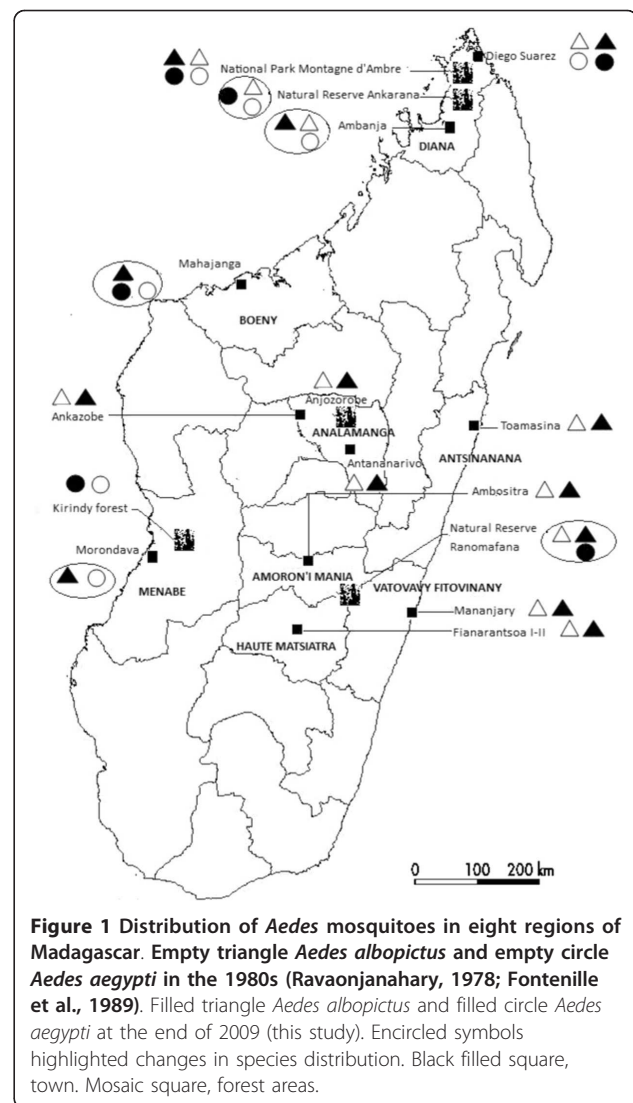 National Park Montagne d'Ambre
Diego Suarez
Natural Reserve Ankarana
Ambanja
DIANA
Mahajanga
BOENY
Anjozorobe
Ankazobe
ANALAMANGA
Toamasina
ANTSINANANA
Antananarivo
Ambositra
Kirindy forest
Natural Reserve
Ranomafana
Morondava
AMORON'I MANIA
VATOVAVY FITOVINANY
MENABE
Mananjary
HAUTE MATSIATRA
Fianarantsoa I-II
0 100 200 km
Figure 1 Distribution of Aedes mosquitoes in eight regions of
Madagascar. Empty triangle Aedes albopictus and empty circle
Aedes aegypti in the 1980s (Ravaonjanahary, 1978; Fontenille
et al., 1989). Filled triangle Aedes albopictus and filled circle Aedes
aegypti at the end of 2009 (this study). Encircled symbols
highlighted changes in species distribution. Black filled square,
town. Mosaic square, forest areas.